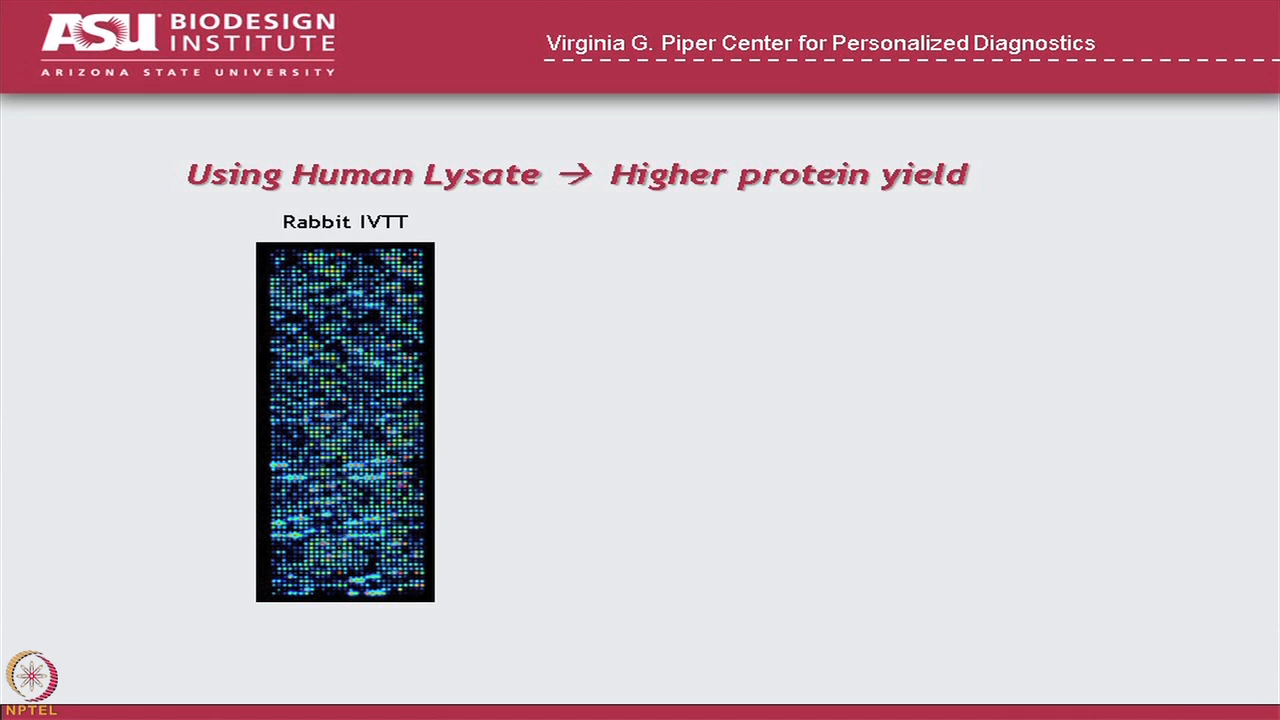 ASU BIODESIGN
INSTITUTE
ARIZONA STATE UNIVERSITY
Virginia G. Piper Center for Personalized Diagnostics
Using Human Lysate → Higher protein yield
Rabbit IVTT
NPTEL